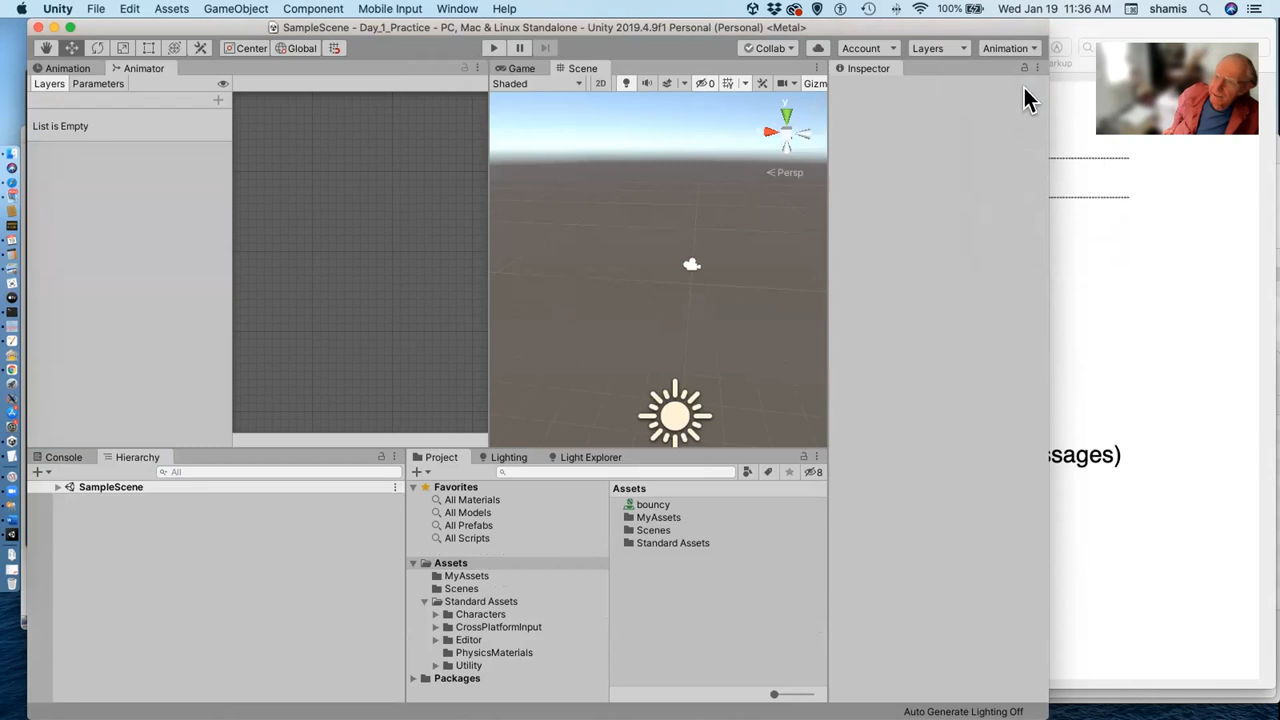 Unity File Edit Assets GameObject Component Mobile Input Window Help 100% Wed Jan 19 11:36 AM shamis
SampleScene - Day_1_Practice - PC, Mac & Linux Standalone - Unity 2019.4.9f1 Personal (Personal) <Metal>
Center Global Collab Account Layers Animation
Animation Animator Game Scene Inspector
Layers Parameters Shaded 2D 0 Gizm
List is Empty
y
Persp
ssages)
Console Hierarchy Project Lighting Light Explorer
All 8
SampleScene
Favorites
All Materials
All Models
All Prefabs
All Scripts
Assets
MyAssets
Scenes
Standard Assets
Characters
CrossPlatformInput
Editor
PhysicsMaterials
Utility
Packages
Assets
bouncy
MyAssets
Scenes
Standard Assets
Auto Generate Lighting Off